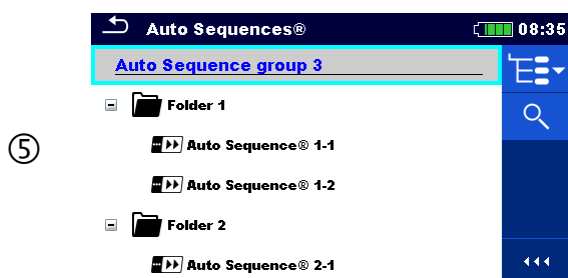 Auto Sequences® 08:35
Auto Sequence group 3
Folder 1
⑤
Auto Sequence® 1-1
Auto Sequence® 1-2
Folder 2
Auto Sequence® 2-1